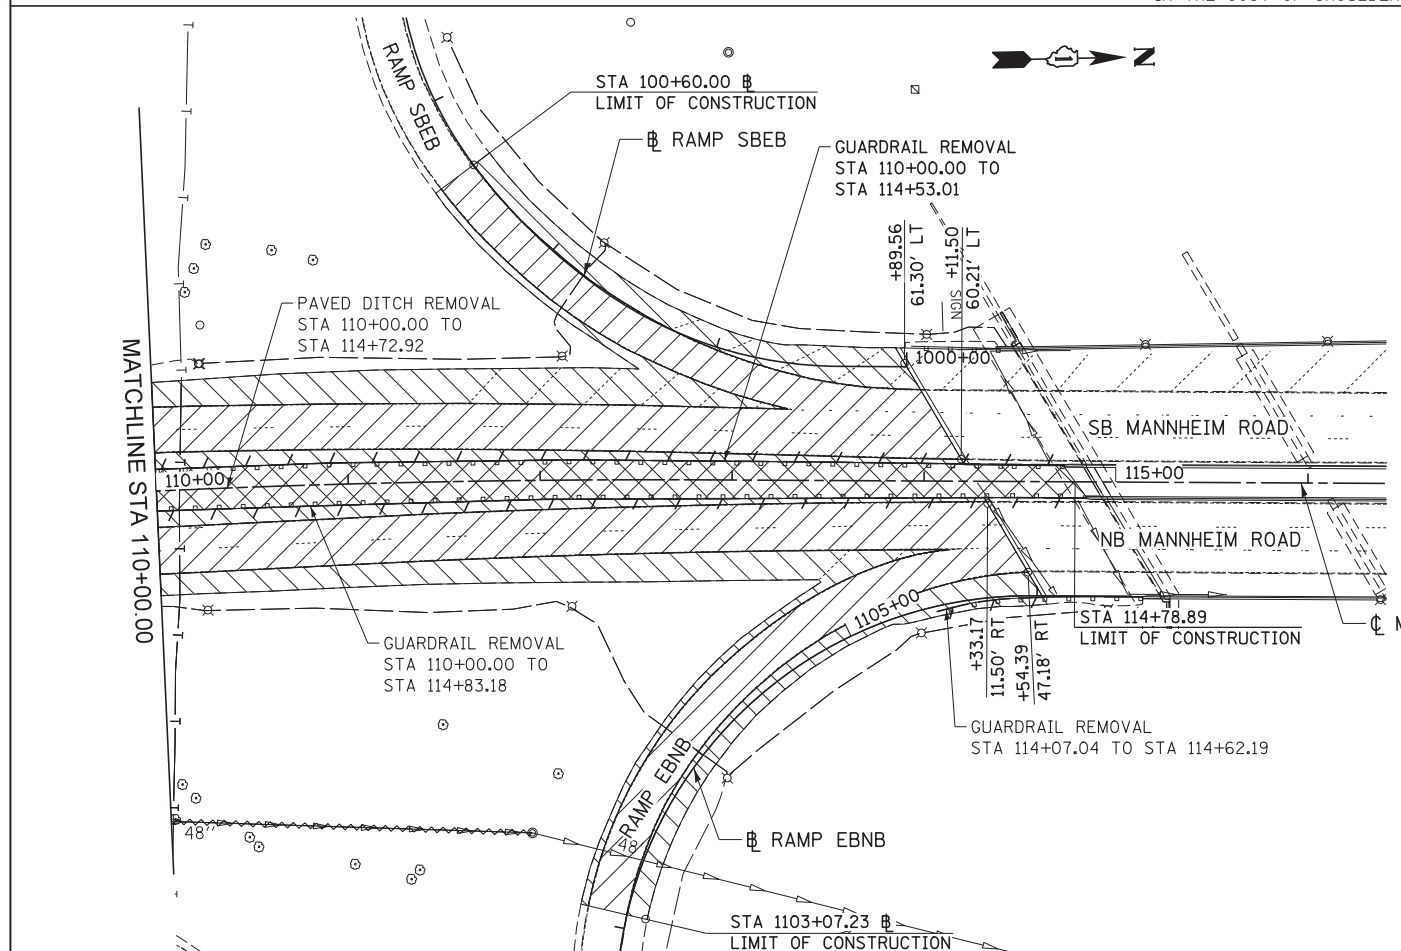 N
RAMP SBEB
STA 100+60.00 ℄
LIMIT OF CONSTRUCTION
RAMP SBEB
GUARDRAIL REMOVAL
STA 110+00.00 TO
STA 114+53.01
+89.56
61.30' LT
SIGN
+11.50
60.21' LT
PAVED DITCH REMOVAL
STA 110+00.00 TO
STA 114+72.92
MATCHLINE STA 110+00.00
1000+00
SB MANNHEIM ROAD
110+00
115+00
NB MANNHEIM ROAD
1105+00
STA 114+78.89
LIMIT OF CONSTRUCTION
℄ M
+33.17
11.50' RT
+54.39
47.18' RT
GUARDRAIL REMOVAL
STA 110+00.00 TO
STA 114+83.18
GUARDRAIL REMOVAL
STA 114+07.04 TO STA 114+62.19
RAMP EBNB
48"
48
RAMP EBNB
STA 1103+07.23
LIMIT OF CONSTRUCTION